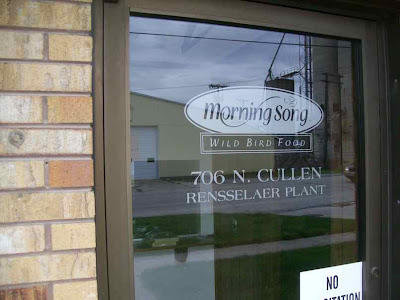 Morning Song
WILD BIRD FOOD
706 N. CULLEN
RENSSELAER PLANT
NO